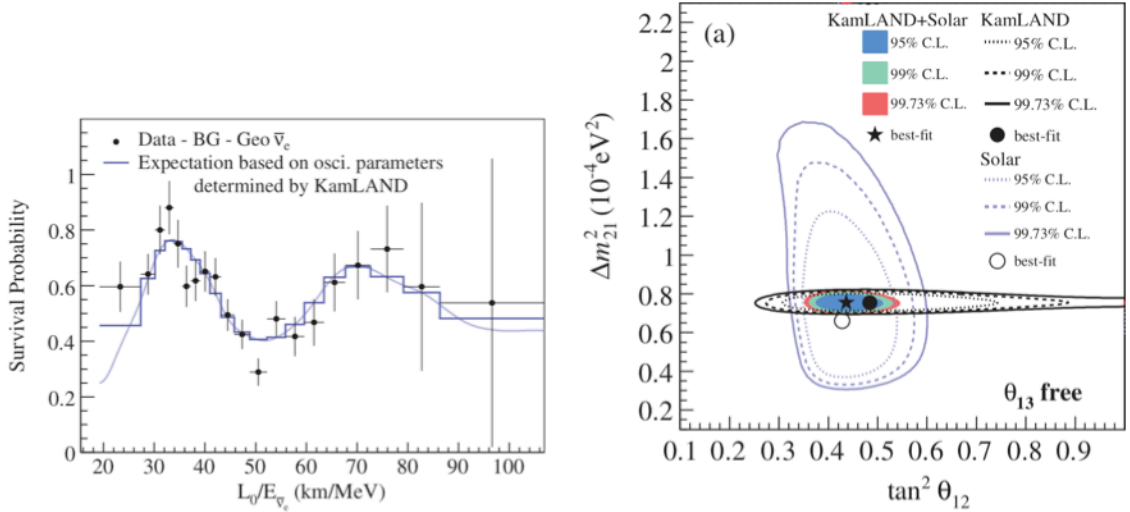 Data - BG - Geo ν̅ₑ
Expectation based on osci. parameters
determined by KamLAND
1
0.8
0.6
0.4
0.2
0
20 30 40 50 60 70 80 90 100
Survival Probability
L₀/E_ν̅ₑ (km/MeV)
(a)
KamLAND+Solar
95% C.L.
99% C.L.
99.73% C.L.
best-fit
KamLAND
95% C.L.
99% C.L.
99.73% C.L.
best-fit
Solar
95% C.L.
99% C.L.
99.73% C.L.
best-fit
2.2
2
1.8
1.6
1.4
1.2
1
0.8
0.6
0.4
0.2
θ₁₃ free
0.1 0.2 0.3 0.4 0.5 0.6 0.7 0.8 0.9
Δm²₂₁ (10⁻⁴eV²)
tan² θ₁₂